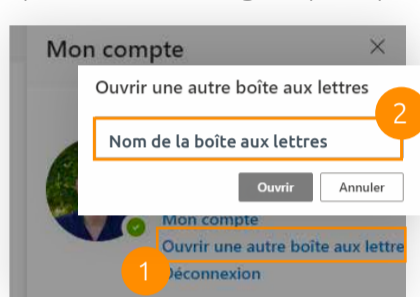 Mon compte
Ouvrir une autre boîte aux lettres
2
Nom de la boîte aux lettres
Ouvrir Annuler
Mon compte
Ouvrir une autre boîte aux lettre
1
Déconnexion